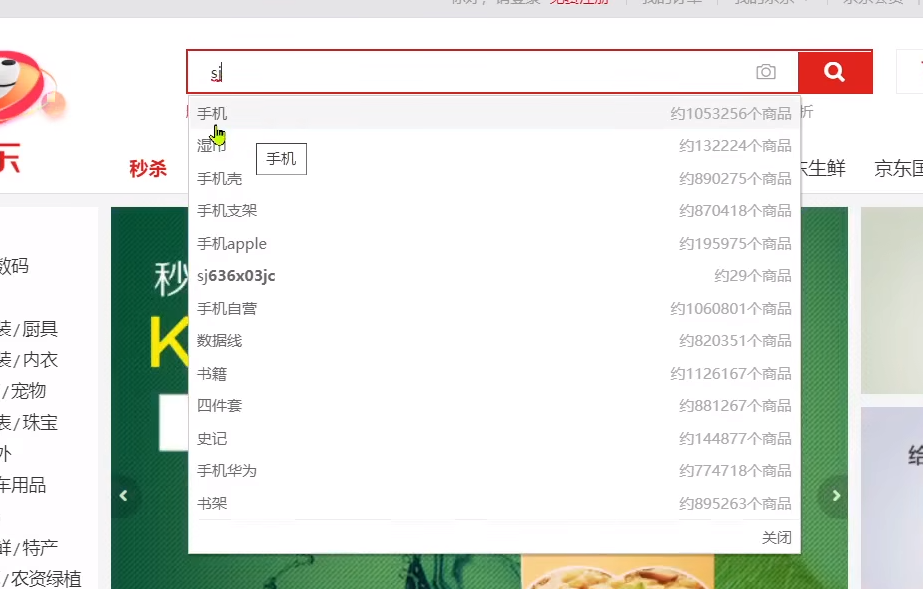 sj
手机 约1053256个商品
湿巾 约132224个商品
手机
手机壳 约890275个商品
手机支架 约870418个商品
手机apple 约195975个商品
sj636x03jc 约29个商品
手机自营 约1060801个商品
数据线 约820351个商品
书籍 约1126167个商品
四件套 约881267个商品
史记 约144877个商品
手机华为 约774718个商品
书架 约895263个商品
关闭
折
东
秒杀
生鲜
京东国
数码
装/厨具
装/内衣
/宠物
表/珠宝
外
车用品
鲜/特产
/农资绿植
秒
K
给